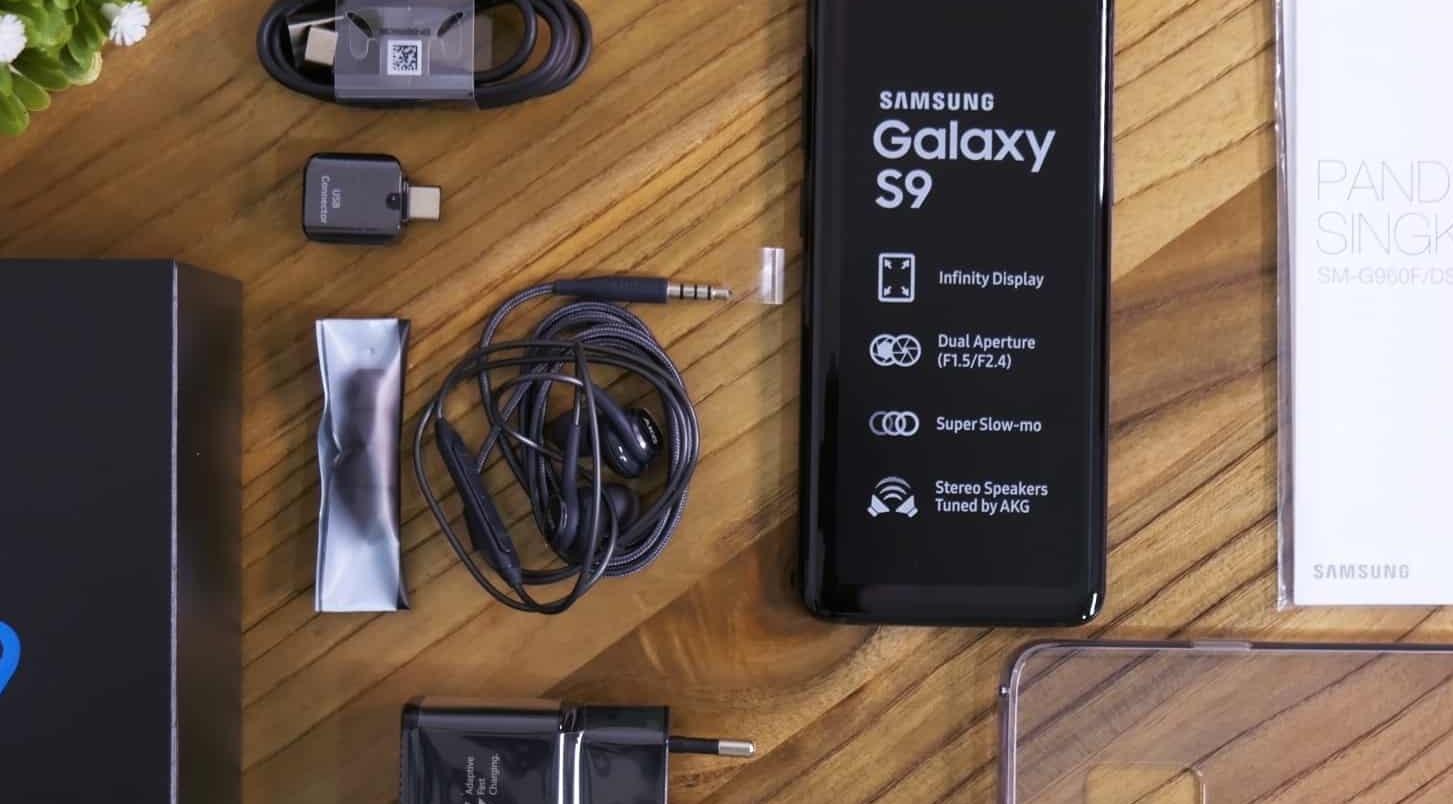 SAMSUNG
Galaxy
S9
Infinity Display
Dual Aperture
(F1.5/F2.4)
Super Slow-mo
Stereo Speakers
Tuned by AKG
USB
Connector
AKG
Adaptive
Fast
Charging.
PAND
SINGK
SM-G960F/DS
SAMSUNG